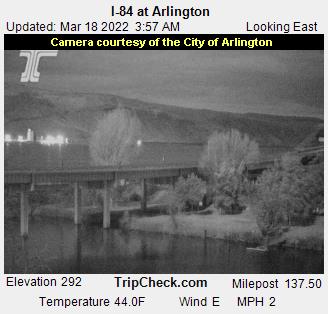 I-84 at Arlington
Updated: Mar 18 2022 3:57 AM Looking East
Camera courtesy of the City of Arlington
Elevation 292 TripCheck.com Milepost 137.50
Temperature 44.0F Wind E MPH 2